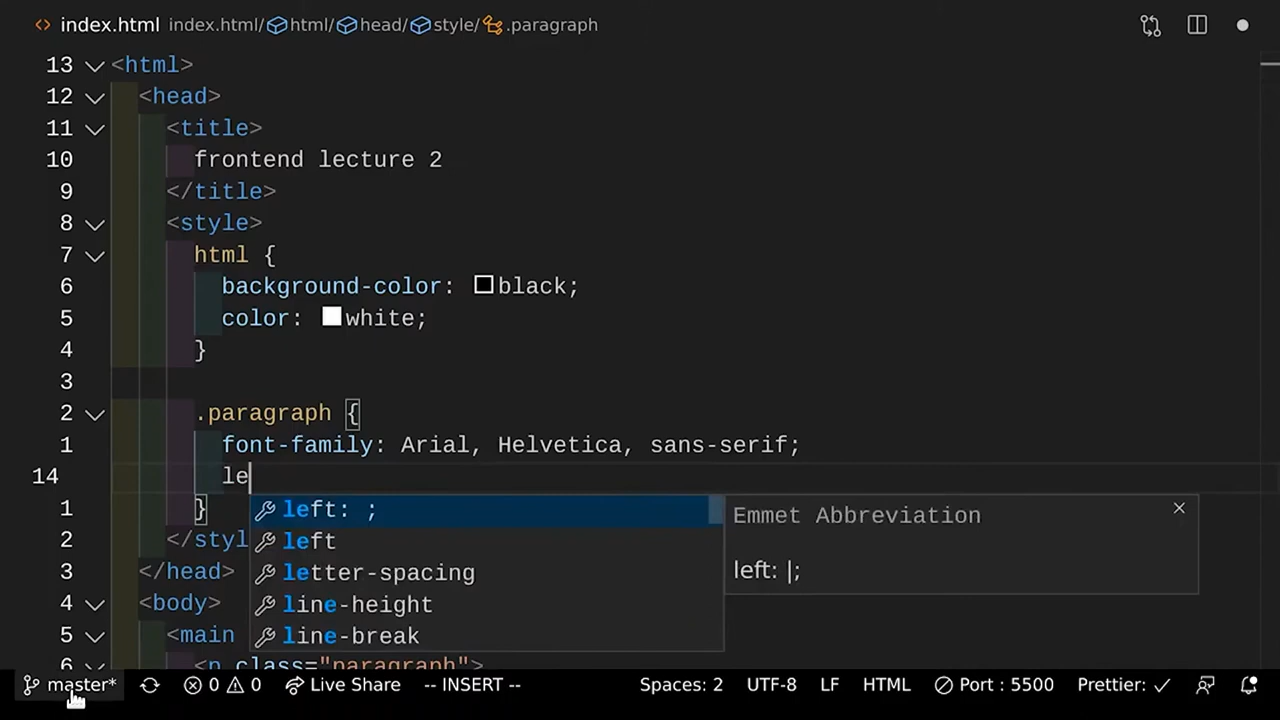 index.html index.html/html/head/style/.paragraph
13 <html>
12 <head>
11 <title>
10 frontend lecture 2
9 </title>
8 <style>
7 html {
6 background-color: black;
5 color: white;
4 }
3
2 .paragraph {
1 font-family: Arial, Helvetica, sans-serif;
14 le
1 }
left: ;
Emmet Abbreviation
2 </styl
left
3 </head>
letter-spacing
left: |;
4 <body>
line-height
5 <main
line-break
6 <p class="paragraph">
master* 0 0 Live Share -- INSERT -- Spaces: 2 UTF-8 LF HTML Port : 5500 Prettier: ✓